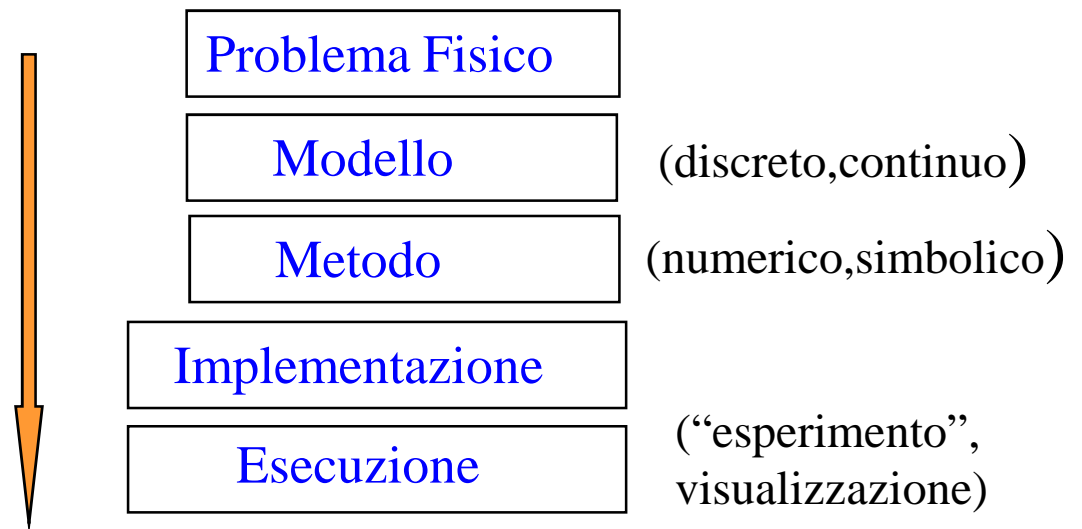 Problema Fisico
Modello (discreto,continuo)
Metodo (numerico,simbolico)
Implementazione
Esecuzione
(“esperimento”,
visualizzazione)